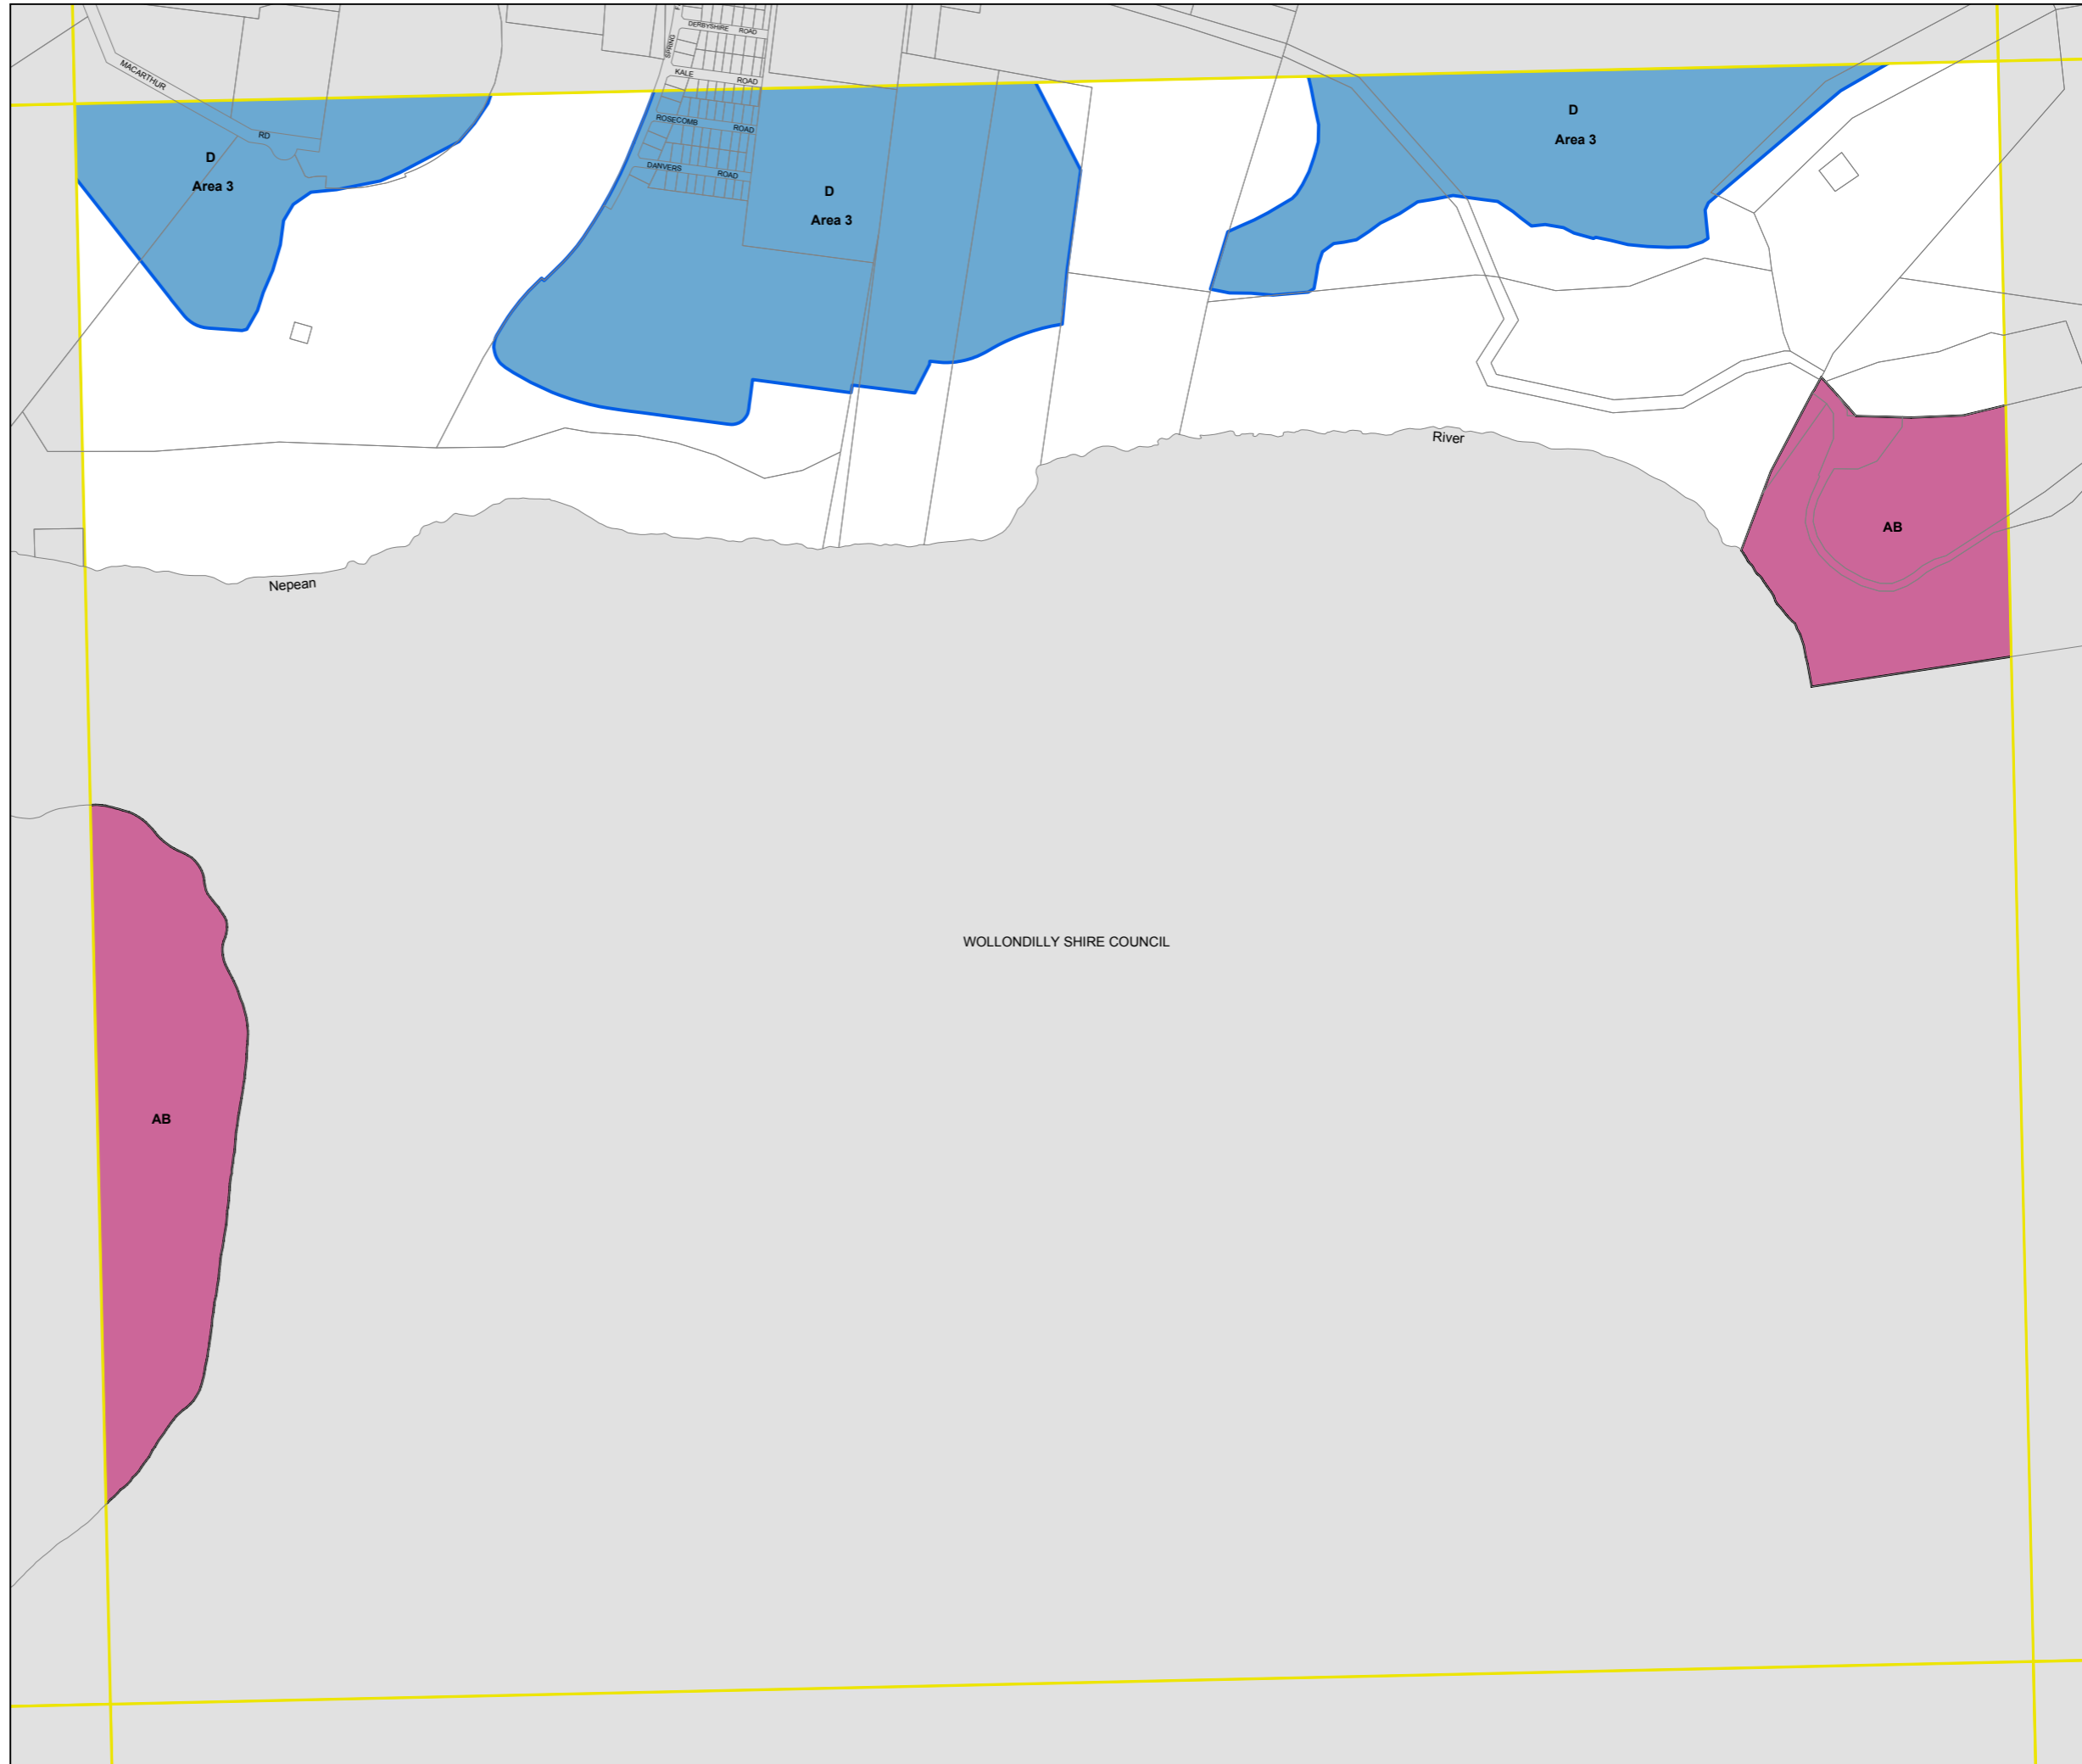 DERBYSHIRE ROAD
SPRING
KALE ROAD
MACARTHUR
RD
ROSECOMB ROAD
DANVERS ROAD
D
Area 3
D
Area 3
D
Area 3
River
AB
Nepean
WOLLONDILLY SHIRE COUNCIL
AB